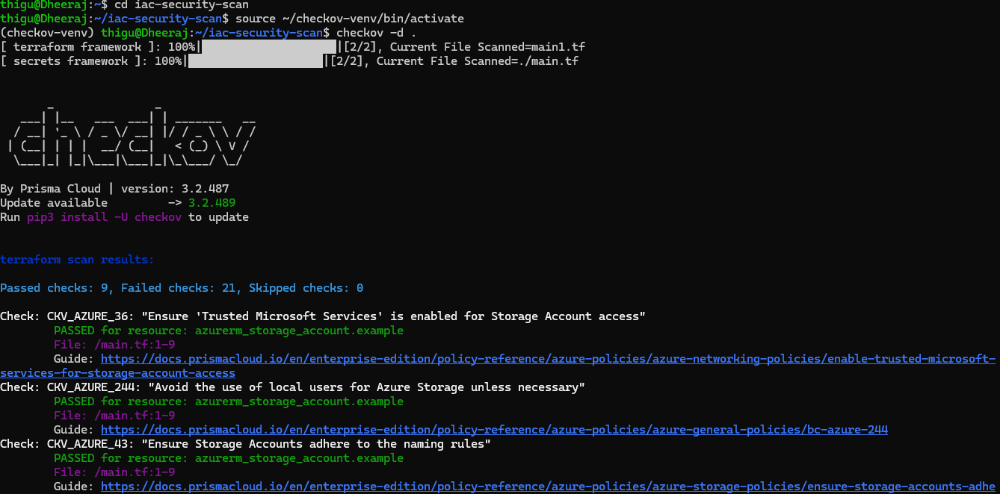 thigu@Dheeraj:~$ cd iac-security-scan
thigu@Dheeraj:~/iac-security-scan$ source ~/checkov-venv/bin/activate
(checkov-venv) thigu@Dheeraj:~/iac-security-scan$ checkov -d .
[ terraform framework ]: 100%|████████████████████|[2/2], Current File Scanned=main1.tf
[ secrets framework ]: 100%|████████████████████|[2/2], Current File Scanned=./main.tf
       _               _
   ___| |__   ___  ___| | _______   __
  / __| '_ \ / _ \/ __| |/ / _ \ \ / /
 | (__| | | |  __/ (__|   < (_) \ V /
  \___|_| |_|\___|\___|_|\_\___/ \_/
By Prisma Cloud | version: 3.2.487
Update available         -> 3.2.489
Run pip3 install -U checkov to update
terraform scan results:
Passed checks: 9, Failed checks: 21, Skipped checks: 0
Check: CKV_AZURE_36: "Ensure 'Trusted Microsoft Services' is enabled for Storage Account access"
        PASSED for resource: azurerm_storage_account.example
        File: /main.tf:1-9
        Guide: https://docs.prismacloud.io/en/enterprise-edition/policy-reference/azure-policies/azure-networking-policies/enable-trusted-microsoft-
services-for-storage-account-access
Check: CKV_AZURE_244: "Avoid the use of local users for Azure Storage unless necessary"
        PASSED for resource: azurerm_storage_account.example
        File: /main.tf:1-9
        Guide: https://docs.prismacloud.io/en/enterprise-edition/policy-reference/azure-policies/azure-general-policies/bc-azure-244
Check: CKV_AZURE_43: "Ensure Storage Accounts adhere to the naming rules"
        PASSED for resource: azurerm_storage_account.example
        File: /main.tf:1-9
        Guide: https://docs.prismacloud.io/en/enterprise-edition/policy-reference/azure-policies/azure-storage-policies/ensure-storage-accounts-adhe